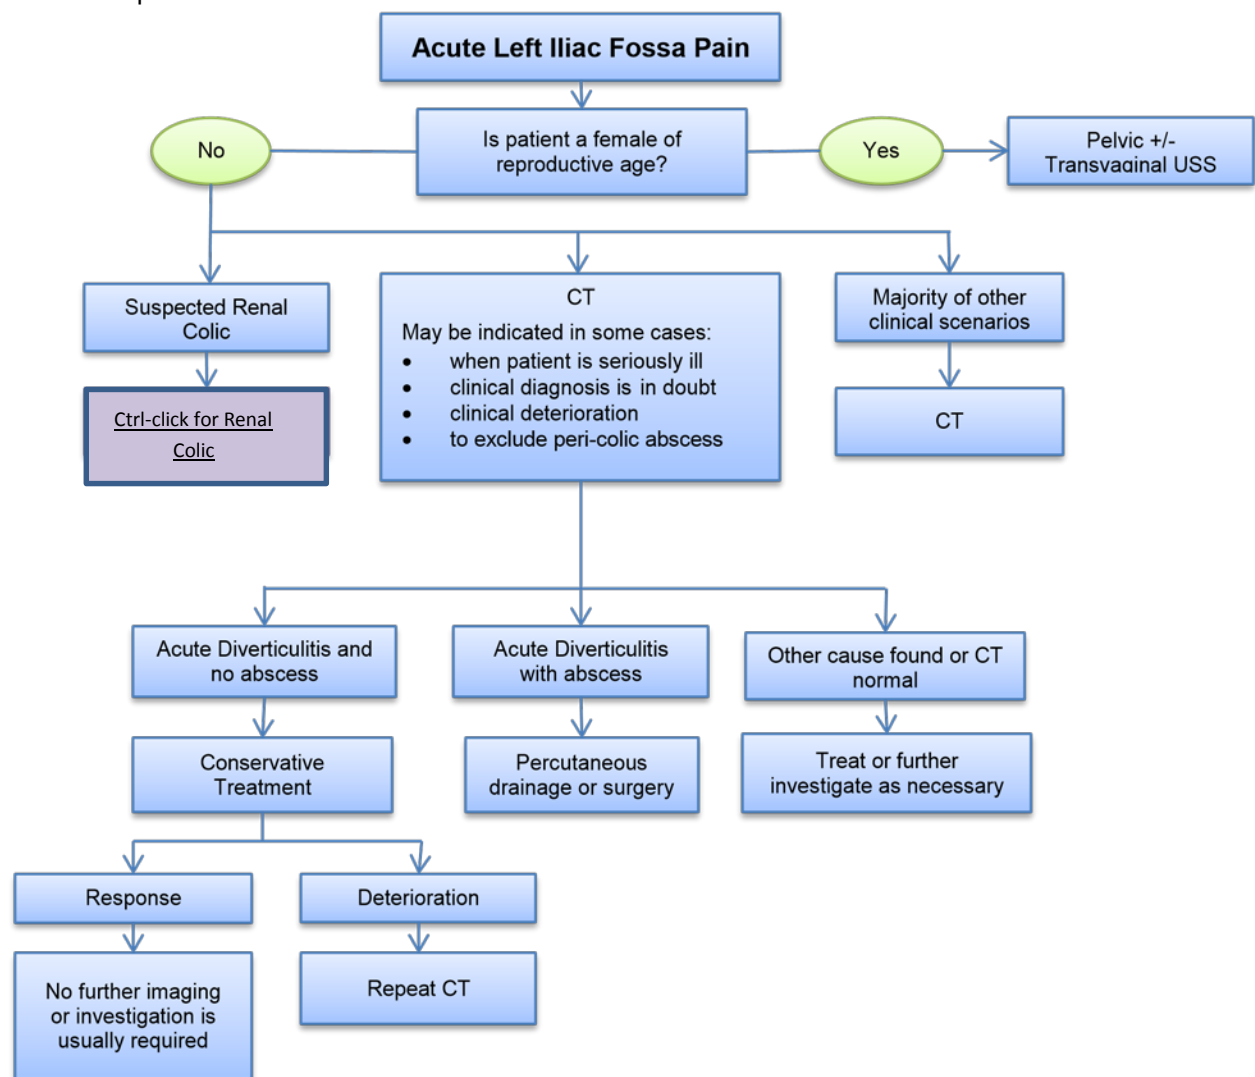 Acute Left Iliac Fossa Pain
Is patient a female of
reproductive age?
No
Yes
Pelvic +/-
Transvaginal USS
Suspected Renal
Colic
Ctrl-click for Renal
Colic
CT
May be indicated in some cases:
• when patient is seriously ill
• clinical diagnosis is in doubt
• clinical deterioration
• to exclude peri-colic abscess
Majority of other
clinical scenarios
CT
Acute Diverticulitis and
no abscess
Acute Diverticulitis
with abscess
Other cause found or CT
normal
Conservative
Treatment
Percutaneous
drainage or surgery
Treat or further
investigate as necessary
Response
Deterioration
No further imaging
or investigation is
usually required
Repeat CT